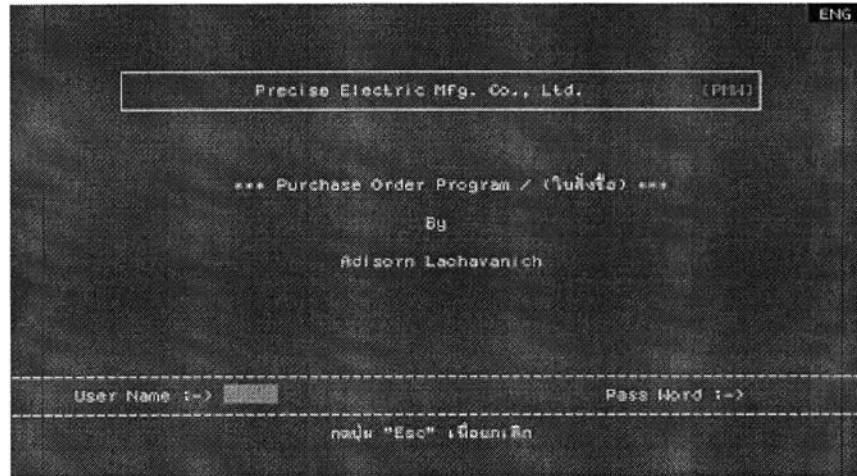 ENG
Precise Electric Mfg. Co., Ltd. [PMW]
*** Purchase Order Program / (ใบสั่งซื้อ) ***
By
Adisorn Lachavanich
User Name :-> Pass Word :->
กดปุ่ม "Esc" เพื่อยกเลิก